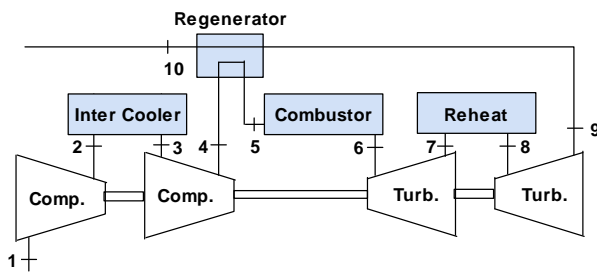 Regenerator
10
Inter Cooler
Combustor
Reheat
9
2
3
4
5
6
7
8
Comp.
Comp.
Turb.
Turb.
1